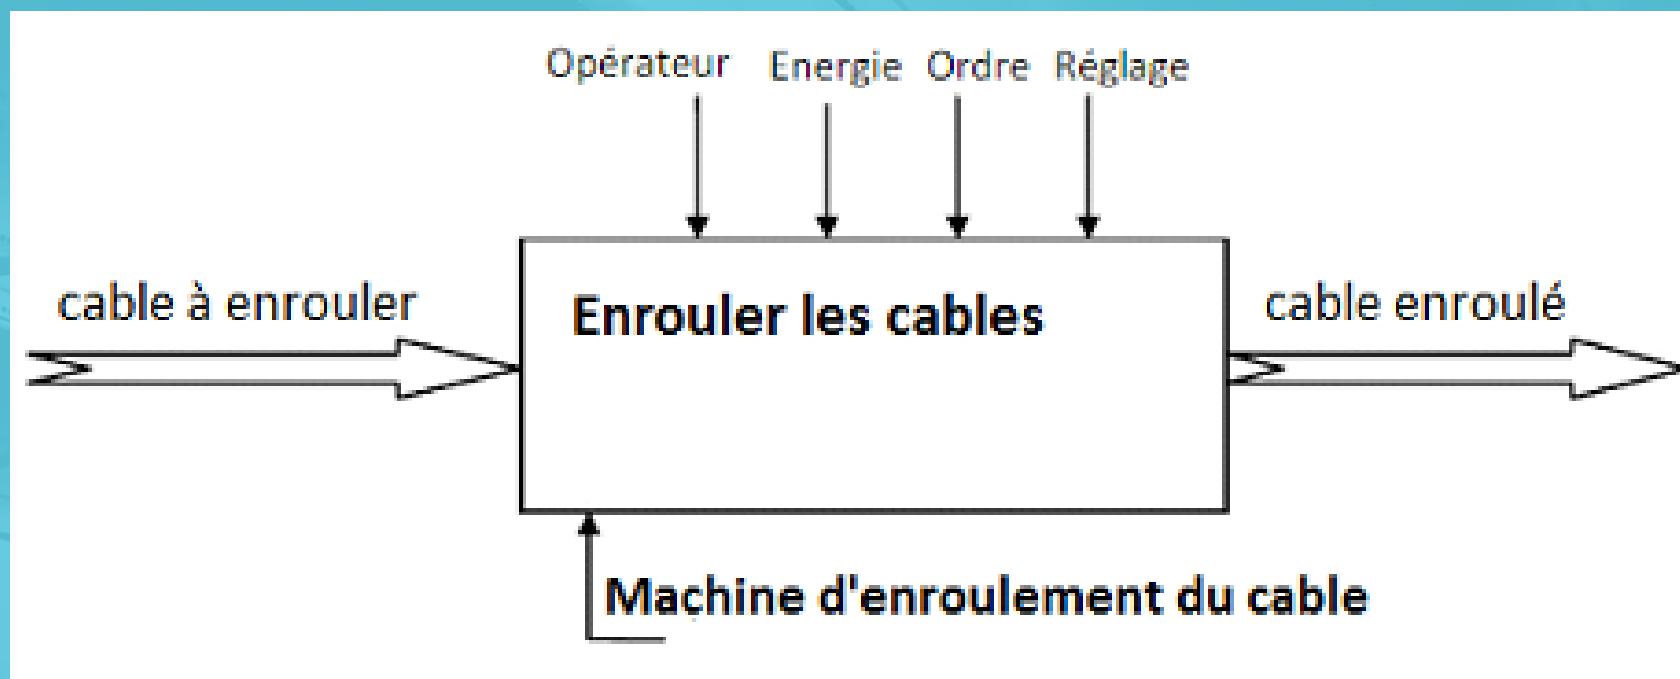 Opérateur Energie Ordre Réglage
cable à enrouler
Enrouler les cables
cable enroulé
Machine d'enroulement du cable